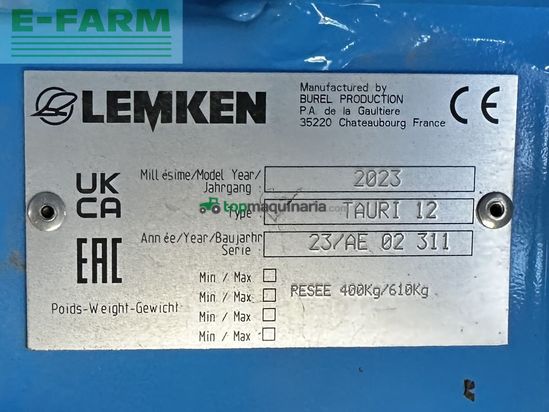 E-FARM
LEMKEN
Manufactured by
BUREL PRODUCTION
P.A. de la Gaultiere
35220 Chateaubourg France
CE
UK
CA
EAC
Millésime/Model Year/
Jahrgang :
2023
topmaquinaria.com
Type
TAURI 12
Année/Year/Baujahr
Serie :
23/AE 02 311
Min / Max
RESEE 400Kg/610Kg
Min / Max
Poids-Weight-Gewicht
Min / Max
Min / Max